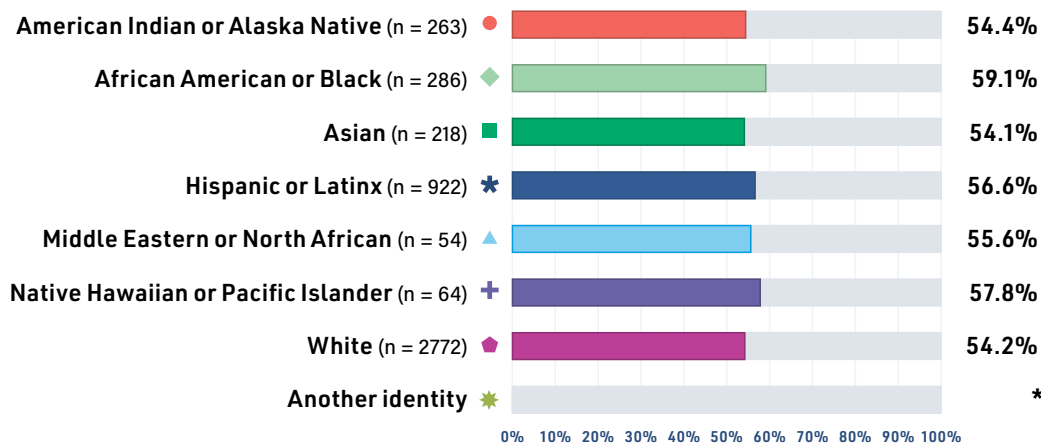 American Indian or Alaska Native (n = 263) 54.4%
African American or Black (n = 286) 59.1%
Asian (n = 218) 54.1%
Hispanic or Latinx (n = 922) 56.6%
Middle Eastern or North African (n = 54) 55.6%
Native Hawaiian or Pacific Islander (n = 64) 57.8%
White (n = 2772) 54.2%
Another identity *
0% 10% 20% 30% 40% 50% 60% 70% 80% 90% 100%